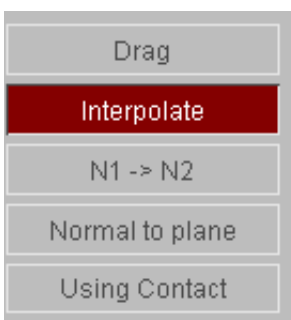 Drag
Interpolate
N1 -> N2
Normal to plane
Using Contact